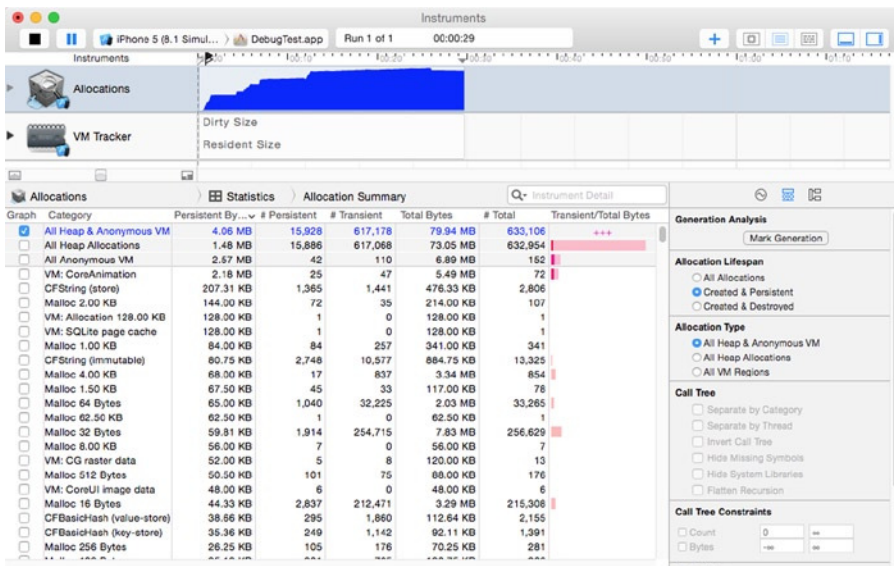 Instruments
iPhone 5 (8.1 Simul... DebugTest.app Run 1 of 1 00:00:29
Instruments
Allocations
VM Tracker
Dirty Size
Resident Size
Allocations Statistics Allocation Summary Instrument Detail
Graph Category Persistent By... # Persistent # Transient Total Bytes # Total Transient/Total Bytes
All Heap & Anonymous VM 4.06 MB 15,928 617,178 79.94 MB 633,106 +++
All Heap Allocations 1.48 MB 15,886 617,068 73.05 MB 632,954
All Anonymous VM 2.57 MB 42 110 6.89 MB 152
VM: CoreAnimation 2.18 MB 25 47 5.49 MB 72
CFString (store) 207.31 KB 1,365 1,441 476.33 KB 2,806
Malloc 2.00 KB 144.00 KB 72 35 214.00 KB 107
VM: Allocation 128.00 KB 128.00 KB 1 0 128.00 KB 1
VM: SQLite page cache 128.00 KB 1 0 128.00 KB 1
Malloc 1.00 KB 84.00 KB 84 257 341.00 KB 341
CFString (immutable) 80.75 KB 2,748 10,577 884.75 KB 13,325
Malloc 4.00 KB 68.00 KB 17 837 3.34 MB 854
Malloc 1.50 KB 67.50 KB 45 33 117.00 KB 78
Malloc 64 Bytes 65.00 KB 1,040 32,225 2.03 MB 33,265
Malloc 62.50 KB 62.50 KB 1 0 62.50 KB 1
Malloc 32 Bytes 59.81 KB 1,914 254,715 7.83 MB 256,629
Malloc 8.00 KB 56.00 KB 7 0 56.00 KB 7
VM: CG raster data 52.00 KB 5 8 120.00 KB 13
Malloc 512 Bytes 50.50 KB 101 75 88.00 KB 176
VM: CoreUI image data 48.00 KB 6 0 48.00 KB 6
Malloc 16 Bytes 44.33 KB 2,837 212,471 3.29 MB 215,308
CFBasicHash (value-store) 38.66 KB 295 1,860 112.64 KB 2,155
CFBasicHash (key-store) 35.36 KB 249 1,142 92.11 KB 1,391
Malloc 256 Bytes 26.25 KB 105 176 70.25 KB 281
Generation Analysis
Mark Generation
Allocation Lifespan
All Allocations
Created & Persistent
Created & Destroyed
Allocation Type
All Heap & Anonymous VM
All Heap Allocations
All VM Regions
Call Tree
Separate by Category
Separate by Thread
Invert Call Tree
Hide Missing Symbols
Hide System Libraries
Flatten Recursion
Call Tree Constraints
Count 0 ∞
Bytes -∞ ∞